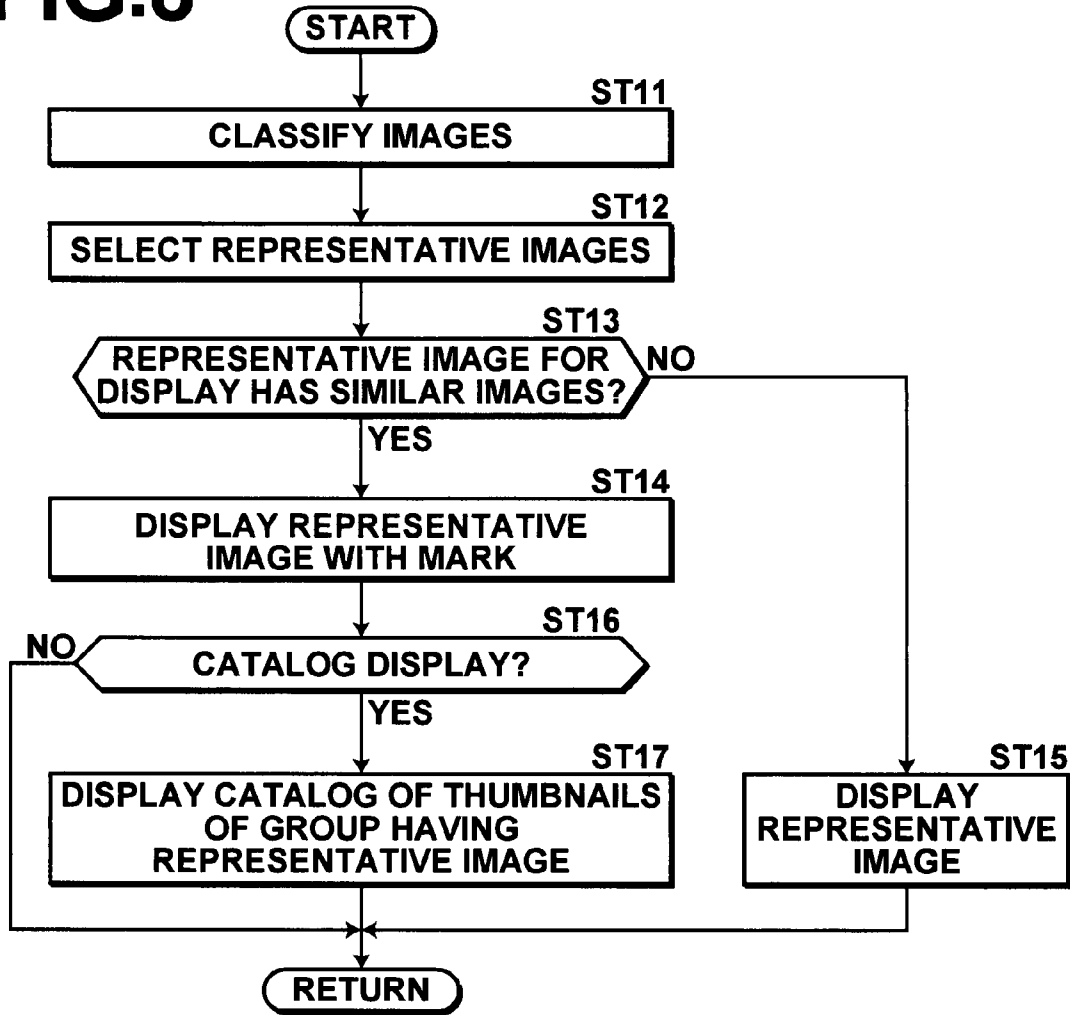 START
ST11
CLASSIFY IMAGES
ST12
SELECT REPRESENTATIVE IMAGES
ST13
REPRESENTATIVE IMAGE FOR
DISPLAY HAS SIMILAR IMAGES?
NO
YES
ST14
DISPLAY REPRESENTATIVE
IMAGE WITH MARK
ST16
NO
CATALOG DISPLAY?
YES
ST17
DISPLAY CATALOG OF THUMBNAILS
OF GROUP HAVING
REPRESENTATIVE IMAGE
ST15
DISPLAY
REPRESENTATIVE
IMAGE
RETURN